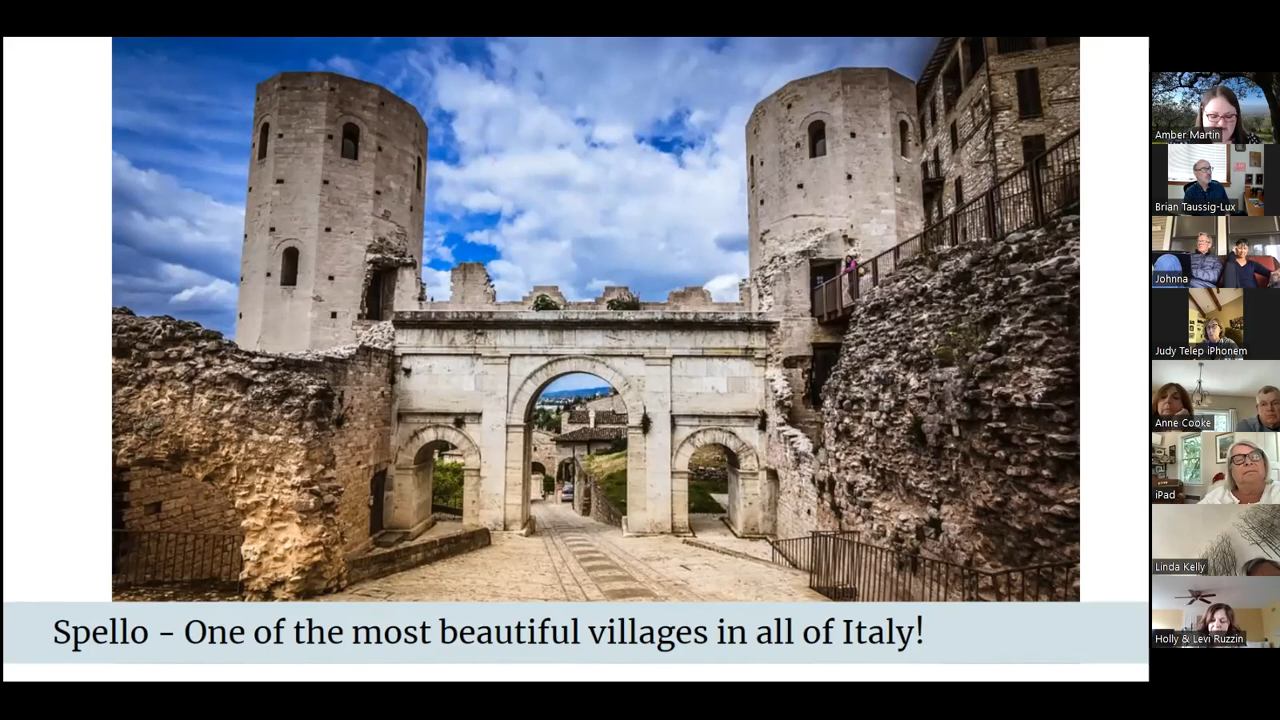 Spello - One of the most beautiful villages in all of Italy!
Amber Martin
Brian Taussig-Lux
Johnna
Judy Telep iPhonem
Anne Cooke
iPad
Linda Kelly
Holly & Levi Ruzzin